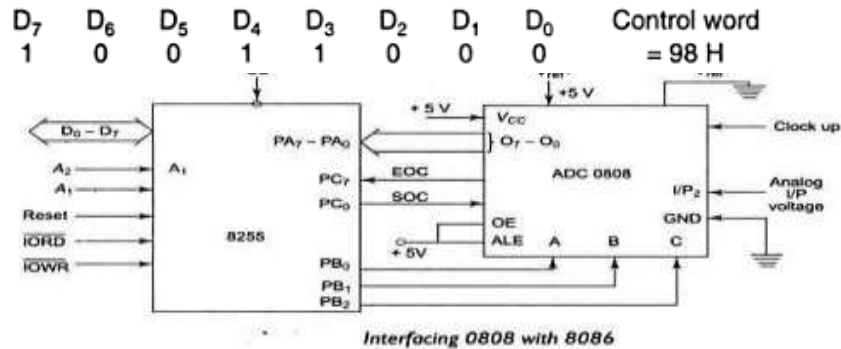 D7 D6 D5 D4 D3 D2 D1 D0 Control word
1 0 0 1 1 0 0 0 = 98 H
+5 V
+ 5 V
VCC
D0 – D7
PA7 – PA0
O7 – O0
Clock up
A2
A1
A1
PC7
EOC
ADC 0808
I/P2
Analog
I/P
voltage
PC0
SOC
Reset
GND
8255
OE
IORD
ALE
+ 5V
A B C
IOWR
PB0
PB1
PB2
Interfacing 0808 with 8086